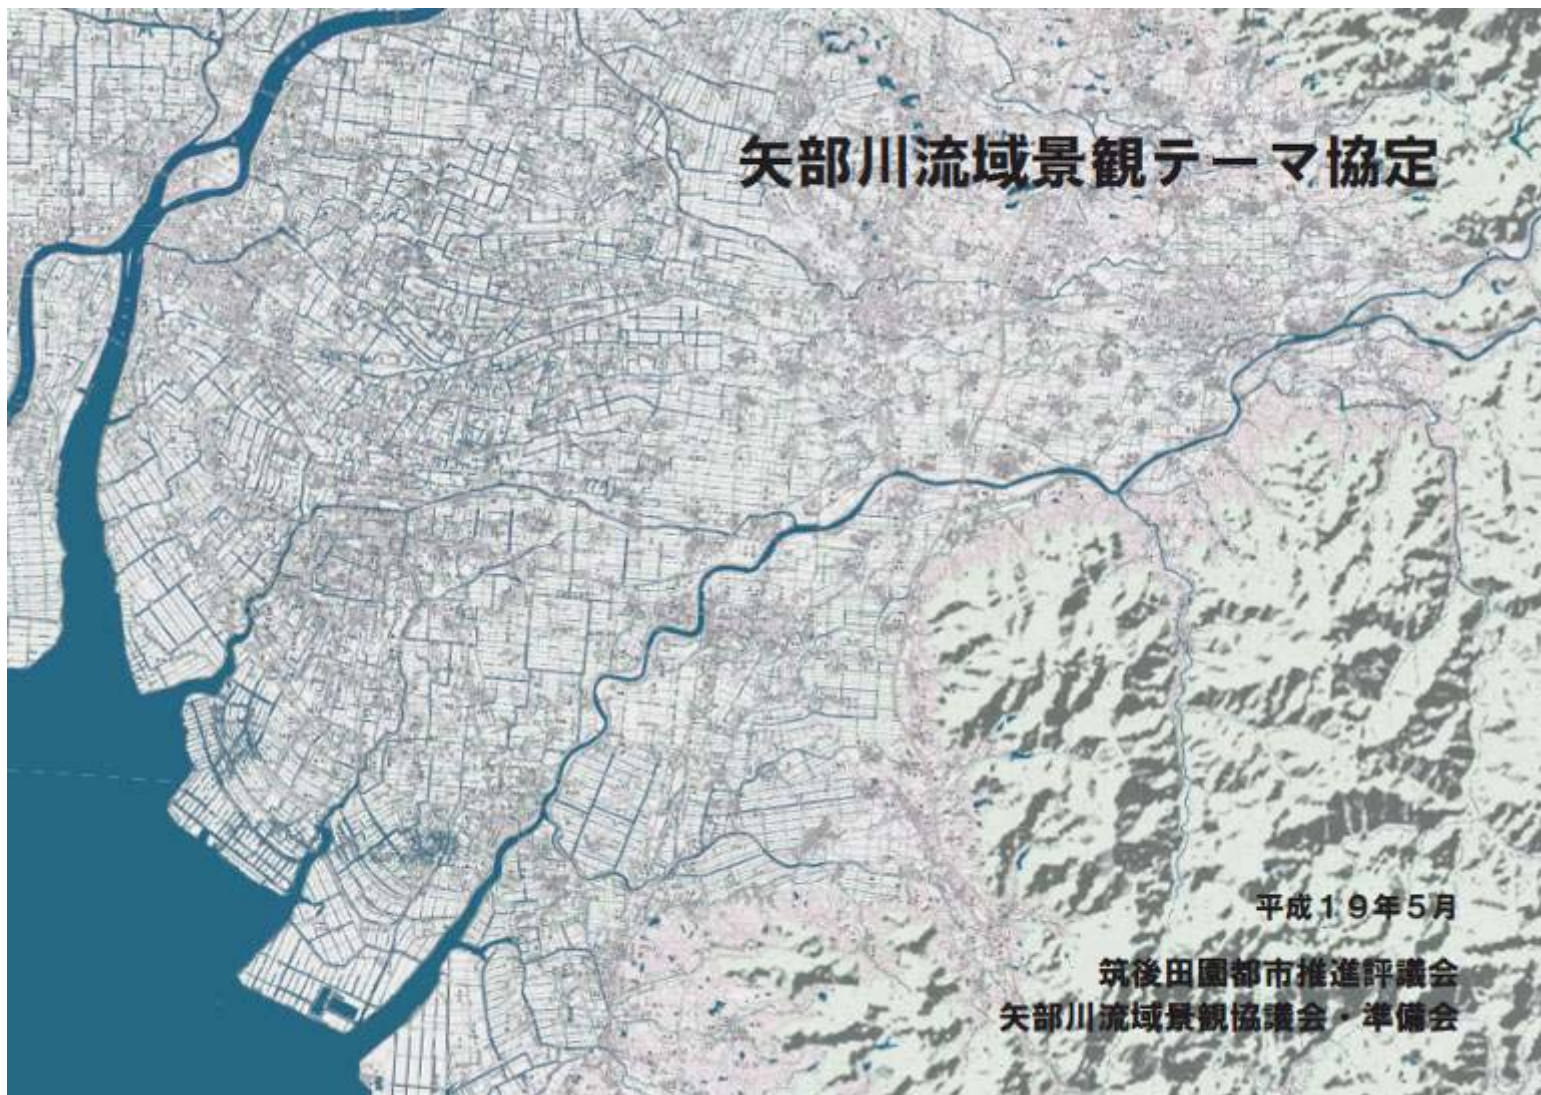 矢部川流域景観テーマ協定
平成１９年５月
筑後田園都市推進評議会
矢部川流域景観協議会・準備会